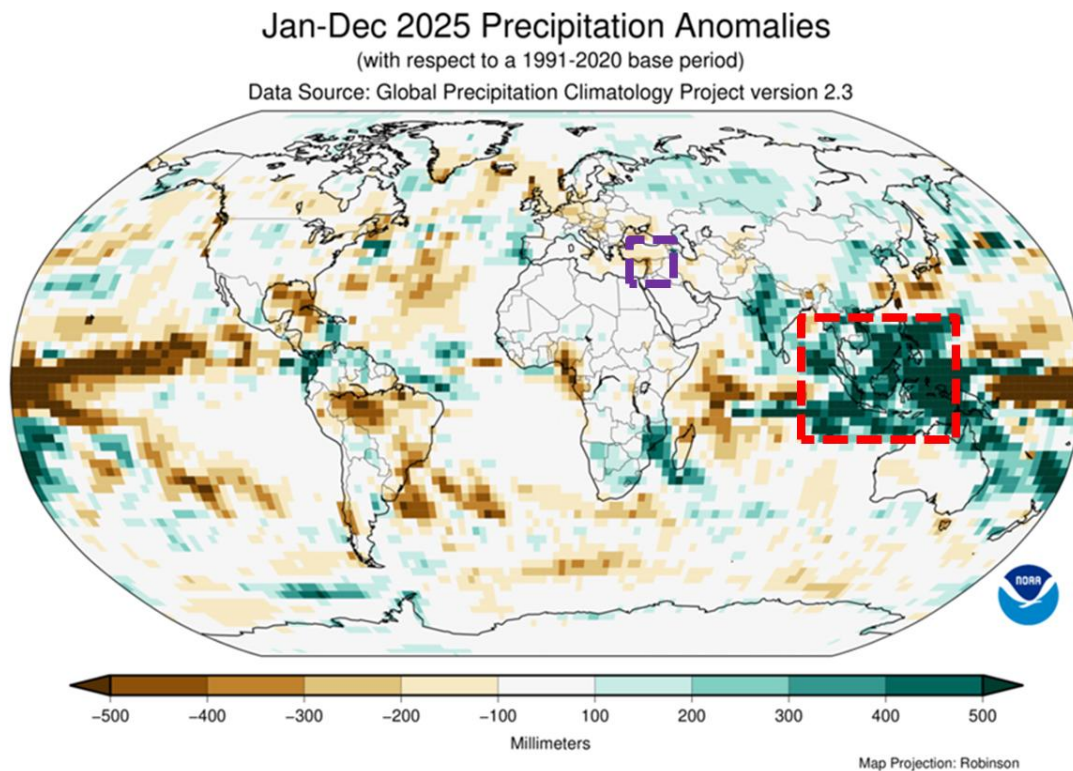 Jan-Dec 2025 Precipitation Anomalies
(with respect to a 1991-2020 base period)
Data Source: Global Precipitation Climatology Project version 2.3
NOAA
−500 −400 −300 −200 −100 100 200 300 400 500
Millimeters
Map Projection: Robinson